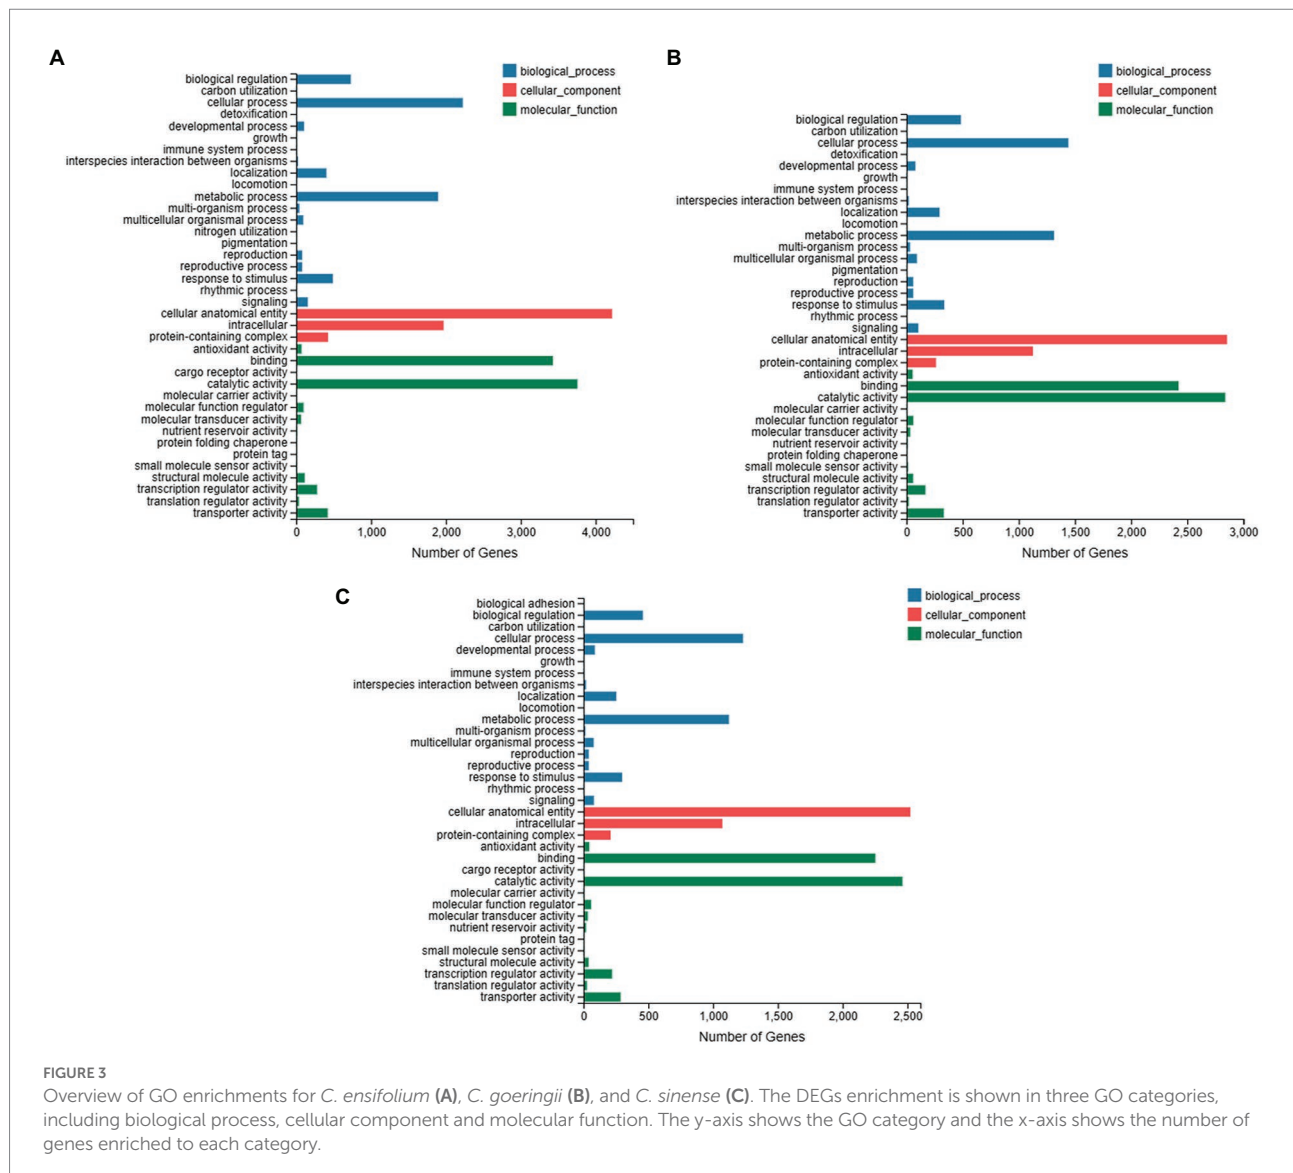 A
biological_process
cellular_component
molecular_function
biological regulation
carbon utilization
cellular process
detoxification
developmental process
growth
immune system process
interspecies interaction between organisms
localization
locomotion
metabolic process
multi-organism process
multicellular organismal process
nitrogen utilization
pigmentation
reproduction
reproductive process
response to stimulus
rhythmic process
signaling
cellular anatomical entity
intracellular
protein-containing complex
antioxidant activity
binding
cargo receptor activity
catalytic activity
molecular carrier activity
molecular function regulator
molecular transducer activity
nutrient reservoir activity
protein folding chaperone
protein tag
small molecule sensor activity
structural molecule activity
transcription regulator activity
translation regulator activity
transporter activity
0 1,000 2,000 3,000 4,000
Number of Genes
B
biological_process
cellular_component
molecular_function
biological regulation
carbon utilization
cellular process
detoxification
developmental process
growth
immune system process
interspecies interaction between organisms
localization
locomotion
metabolic process
multi-organism process
multicellular organismal process
pigmentation
reproduction
reproductive process
response to stimulus
rhythmic process
signaling
cellular anatomical entity
intracellular
protein-containing complex
antioxidant activity
binding
catalytic activity
molecular carrier activity
molecular function regulator
molecular transducer activity
nutrient reservoir activity
protein folding chaperone
small molecule sensor activity
structural molecule activity
transcription regulator activity
translation regulator activity
transporter activity
0 500 1,000 1,500 2,000 2,500 3,000
Number of Genes
C
biological_process
cellular_component
molecular_function
biological adhesion
biological regulation
carbon utilization
cellular process
developmental process
growth
immune system process
interspecies interaction between organisms
localization
locomotion
metabolic process
multi-organism process
multicellular organismal process
reproduction
reproductive process
response to stimulus
rhythmic process
signaling
cellular anatomical entity
intracellular
protein-containing complex
antioxidant activity
binding
cargo receptor activity
catalytic activity
molecular carrier activity
molecular function regulator
molecular transducer activity
nutrient reservoir activity
protein tag
small molecule sensor activity
structural molecule activity
transcription regulator activity
translation regulator activity
transporter activity
0 500 1,000 1,500 2,000 2,500
Number of Genes
FIGURE 3
Overview of GO enrichments for C. ensifolium (A), C. goeringii (B), and C. sinense (C). The DEGs enrichment is shown in three GO categories,
including biological process, cellular component and molecular function. The y-axis shows the GO category and the x-axis shows the number of
genes enriched to each category.